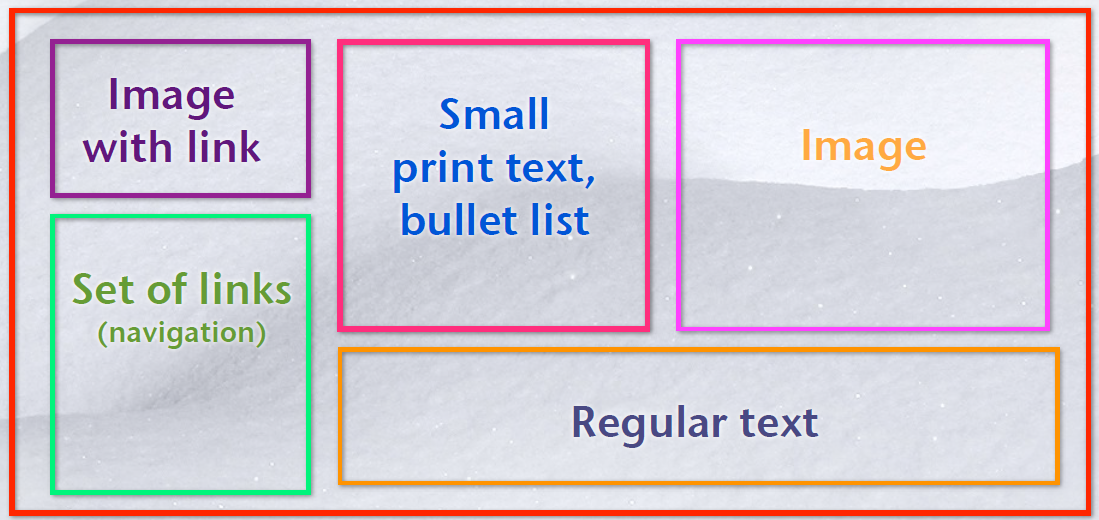 Image
with link
Set of links
(navigation)
Small
print text,
bullet list
Image
Regular text